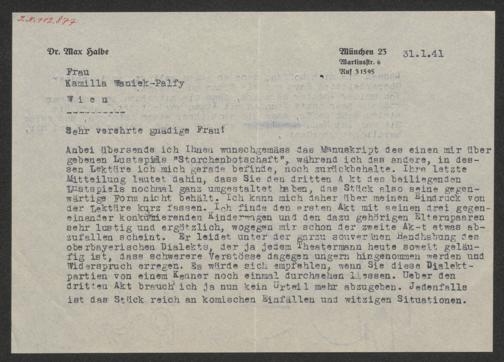 Dr. Max Halbe
München 23
Martiusstr. 6
Ruf 31595
31.1.41
Frau
Kamilla Waniek-Palfy
Wien
Sehr verehrte gnädige Frau!
Anbei übersende ich Ihnen wunschgemäss das Manuskript des einen mir über
gebenen Lustspiels "Storchenbotschaft", während ich das andere, in des-
sen Lektüre ich mich gerade befinde, noch zurückbehalte. Ihre letzte
Mitteilung lautet dahin, dass Sie den dritten Akt des beiliegenden
Lustspiels nochmal ganz umgestaltet haben, das Stück also seine gegen-
wärtige Form nicht behält. Ich kann mich daher über meinen Eindruck von
der Lektüre kurz fassen. Ich finde den ersten Akt mit seinen drei gegen-
einander konkurrierenden Kinderwagen und den dazu gehörigen Elternpaaren
sehr lustig und ergötzlich, wogegen mir schon der zweite Ak-t etwas ab-
zufallen scheint. Er leidet unter der Handhabung des
oberbayerischen Dialekts, der ja jedem Theatermann heute soweit geläu-
fig ist, dass schwerere Verstösse dagegen ungern hingenommen werden und
Widerspruch erregen. Es würde sich empfehlen, wenn Sie diese Dialekt-
partien von einem Kenner noch einmal durchsehen liessen. Ueber den
dritten Akt brauch ich ja nun kein Urteil mehr abzugeben. Jedenfalls
ist das Stück reich an komischen Einfällen und witzigen Situationen.